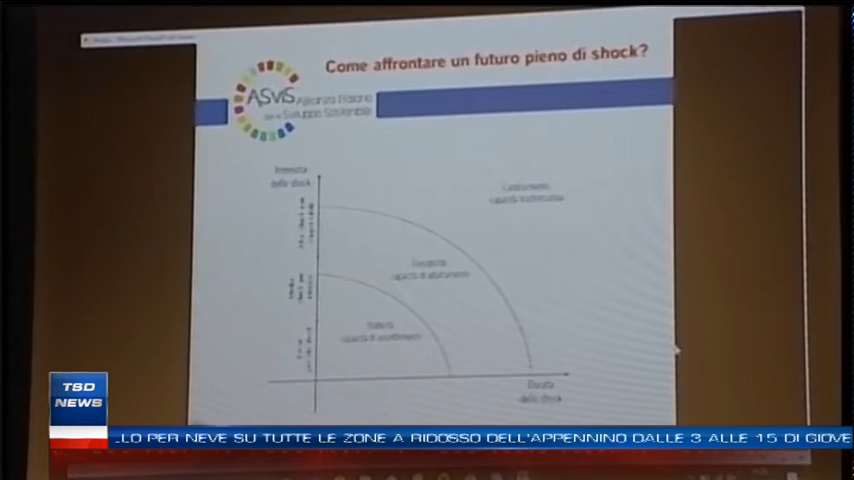 Come affrontare un futuro pieno di shock?
ASviS Alleanza Italiana
per lo Sviluppo Sostenibile
Intensità
dello shock
Cambiamento
capacità trasformativa
Flessibilità
capacità di adattamento
Stabilità
capacità di assorbimento
Durata
dello shock
TSD
NEWS
LO PER NEVE SU TUTTE LE ZONE A RIDOSSO DELL'APPENNINO DALLE 3 ALLE 15 DI GIOVE